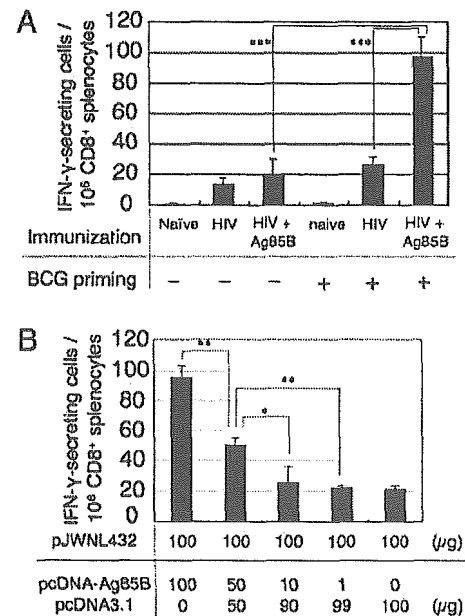 A
IFN-γ-secreting cells /
10⁶ CD8⁺ splenocytes
120
100
80
60
40
20
0
***
***
Immunization
Naïve HIV HIV + Ag85B naive HIV HIV + Ag85B
BCG priming
− − − + + +
B
IFN-γ-secreting cells /
10⁶ CD8⁺ splenocytes
120
100
80
60
40
20
**
**
*
pJWNL432 100 100 100 100 100 (μg)
pcDNA-Ag85B 100 50 10 1 0
pcDNA3.1 0 50 90 99 100 (μg)